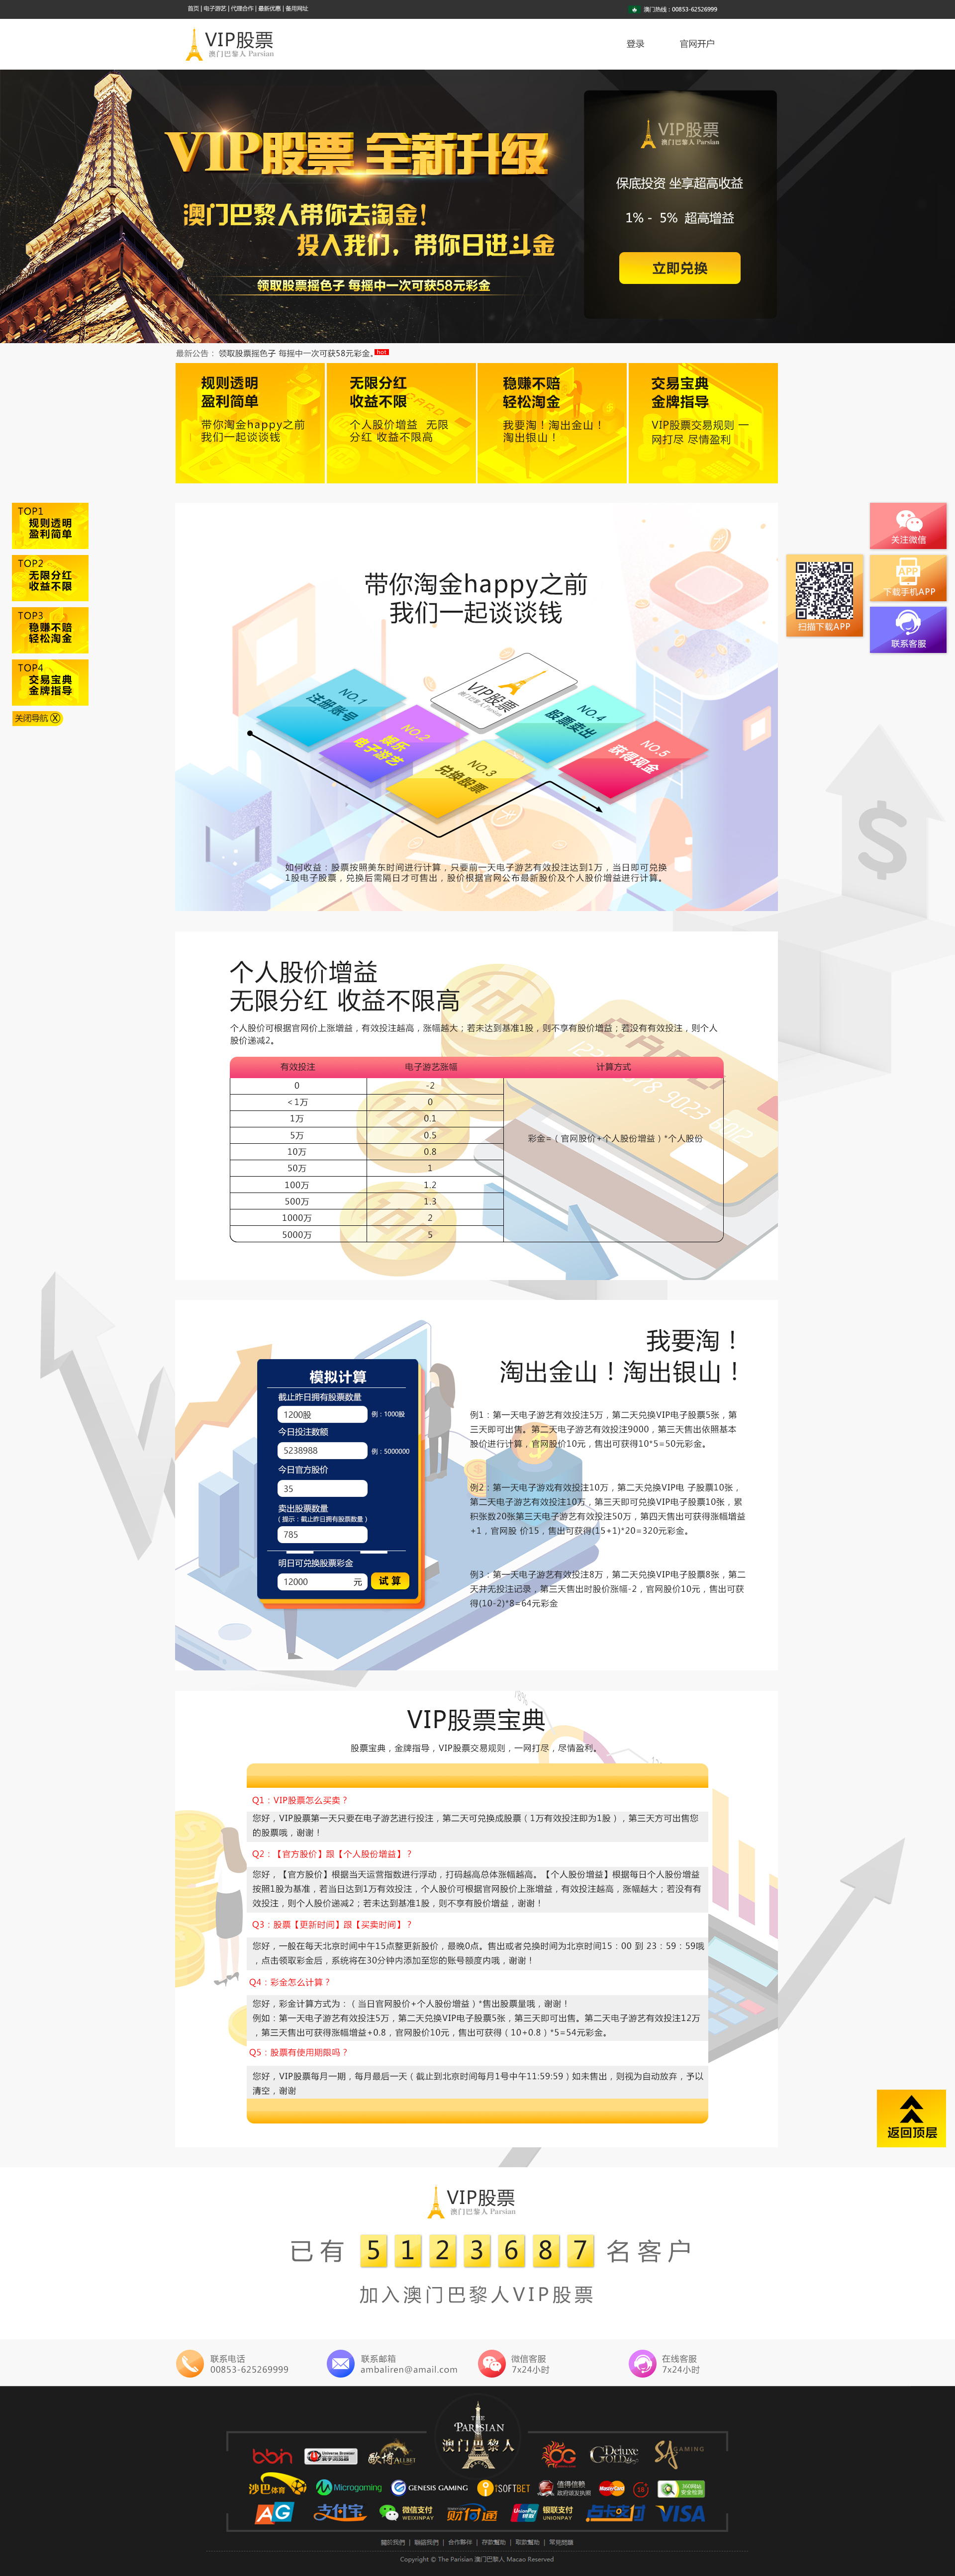 首页 | 电子游艺 | 代理合作 | 最新优惠 | 备用网址
澳门热线：00853-62526999
VIP股票
澳门巴黎人 Parsian
登录
官网开户
VIP股票 全新升级
澳门巴黎人带你去淘金！
投入我们，带你日进斗金
领取股票摇色子 每摇中一次可获58元彩金
VIP股票
澳门巴黎人 Parsian
保底投资 坐享超高收益
1% - 5% 超高增益
立即兑换
最新公告： 领取股票摇色子 每摇中一次可获58元彩金。hot
规则透明
盈利简单
带你淘金happy之前
我们一起谈谈钱
无限分红
收益不限
个人股价增益 无限
分红 收益不限高
稳赚不赔
轻松淘金
我要淘！淘出金山！
淘出银山！
交易宝典
金牌指导
VIP股票交易规则 一
网打尽 尽情盈利
TOP1
规则透明
盈利简单
TOP2
无限分红
收益不限
TOP3
稳赚不赔
轻松淘金
TOP4
交易宝典
金牌指导
关闭导航 X
关注微信
APP
下载手机APP
扫描下载APP
联系客服
带你淘金happy之前
我们一起谈谈钱
VIP股票
澳门巴黎人 Parsian
NO.1
注册账号
NO.2
娱乐
电子游艺
NO.3
兑换股票
NO.4
股票卖出
NO.5
获得现金
如何收益：股票按照美东时间进行计算，只要前一天电子游艺有效投注达到1万，当日即可兑换
1股电子股票，兑换后需隔日才可售出，股价根据官网公布最新股价及个人股价增益进行计算。
个人股价增益
无限分红 收益不限高
个人股价可根据官网价上涨增益，有效投注越高，涨幅越大；若未达到基准1股，则不享有股价增益；若没有有效投注，则个人
股价递减2。
有效投注 电子游艺涨幅 计算方式
0 -2
＜1万 0
1万 0.1
5万 0.5
彩金=（官网股价+个人股份增益）*个人股份
10万 0.8
50万 1
100万 1.2
500万 1.3
1000万 2
5000万 5
我要淘！
淘出金山！淘出银山！
模拟计算
截止昨日拥有股票数量
1200股 例：1000股
今日投注数额
5238988 例：5000000
今日官方股价
35
卖出股票数量
（提示：截止昨日拥有股票数量）
785
明日可兑换股票彩金
12000 元 试 算
例1：第一天电子游艺有效投注5万，第二天兑换VIP电子股票5张，第
三天即可出售。第二天电子游艺有效投注9000，第三天售出依照基本
股价进行计算，官网股价10元，售出可获得10*5=50元彩金。
例2：第一天电子游戏有效投注10万，第二天兑换VIP电 子股票10张，
第二天电子游艺有效投注10万，第三天即可兑换VIP电子股票10张，累
积张数20张第三天电子游艺有效投注50万，第四天售出可获得涨幅增益
+1，官网股 价15，售出可获得(15+1)*20=320元彩金。
例3：第一天电子游艺有效投注8万，第二天兑换VIP电子股票8张，第二
天并无投注记录，第三天售出时股价涨幅-2，官网股价10元，售出可获
得(10-2)*8=64元彩金
VIP股票宝典
股票宝典，金牌指导，VIP股票交易规则，一网打尽，尽情盈利。
Q1：VIP股票怎么买卖？
您好，VIP股票第一天只要在电子游艺进行投注，第二天可兑换成股票（1万有效投注即为1股），第三天方可出售您
的股票哦，谢谢！
Q2：【官方股价】跟【个人股份增益】？
您好，【官方股价】根据当天运营指数进行浮动，打码越高总体涨幅越高。【个人股份增益】根据每日个人股份增益
按照1股为基准，若当日达到1万有效投注，个人股价可根据官网股价上涨增益，有效投注越高，涨幅越大；若没有有
效投注，则个人股价递减2；若未达到基准1股，则不享有股价增益，谢谢！
Q3：股票【更新时间】跟【买卖时间】？
您好，一般在每天北京时间中午15点整更新股价，最晚0点。售出或者兑换时间为北京时间15：00 到 23：59：59哦
，点击领取彩金后，系统将在30分钟内添加至您的账号额度内哦，谢谢！
Q4：彩金怎么计算？
您好，彩金计算方式为：（当日官网股价+个人股份增益）*售出股票量哦，谢谢！
例如：第一天电子游艺有效投注5万，第二天兑换VIP电子股票5张，第三天即可出售。第二天电子游艺有效投注12万
，第三天售出可获得涨幅增益+0.8，官网股价10元，售出可获得（10+0.8）*5=54元彩金。
Q5：股票有使用期限吗？
您好，VIP股票每月一期，每月最后一天（截止到北京时间每月1号中午11:59:59）如未售出，则视为自动放弃，予以
清空，谢谢
返回顶层
VIP股票
澳门巴黎人 Parsian
已有 5 1 2 3 6 8 7 名客户
加入澳门巴黎人VIP股票
联系电话
00853-625269999
联系邮箱
ambaliren@amail.com
微信客服
7x24小时
在线客服
7x24小时
THE
PARISIAN
澳门巴黎人
bbin
歐博 ALLBET
OG
GDeluxe
GOLD
SA GAMING
沙巴体育
Microgaming
GENESIS GAMING
ISOFTBET
值得信赖
政府颁发执照
MasterCard
18
360网站
安全检测
AG
支付宝
微信支付
WEIXINPAY
财付通
UnionPay
银联
银联支付
UNIONPAY
点卡支付
VISA
關於我們 | 聯絡我們 | 合作夥伴 | 存款幫助 | 取款幫助 | 常見問題
Copyright © The Parisian 澳门巴黎人 Macao Reserved